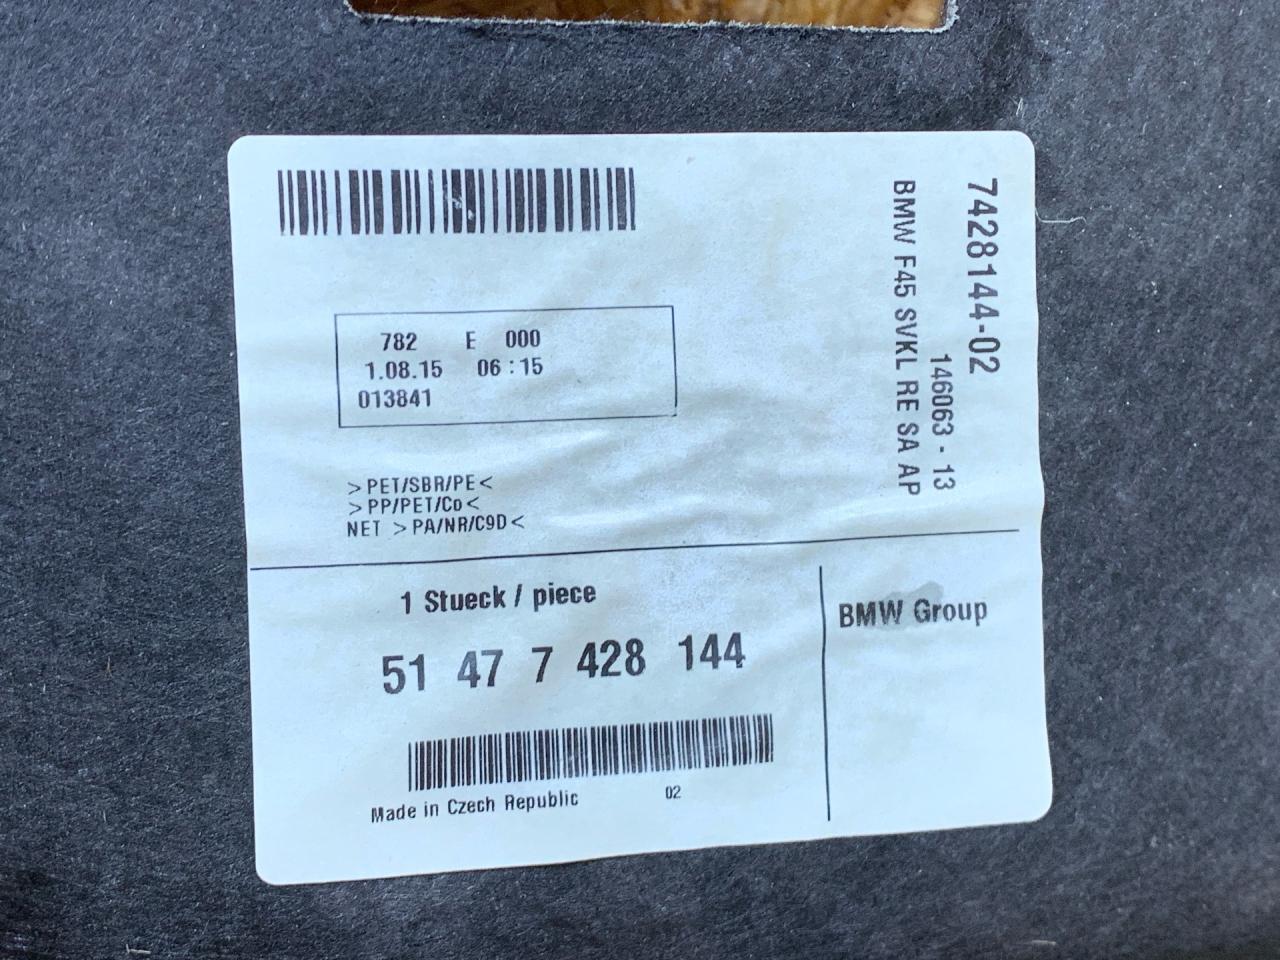 7428144-02
146063 - 13
BMW F45 SVKL RE SA AP
782 E 000
1.08.15 06:15
013841
>PET/SBR/PE<
>PP/PET/Co<
NET >PA/NR/C9D<
1 Stueck / piece
51 47 7 428 144
BMW Group
Made in Czech Republic 02